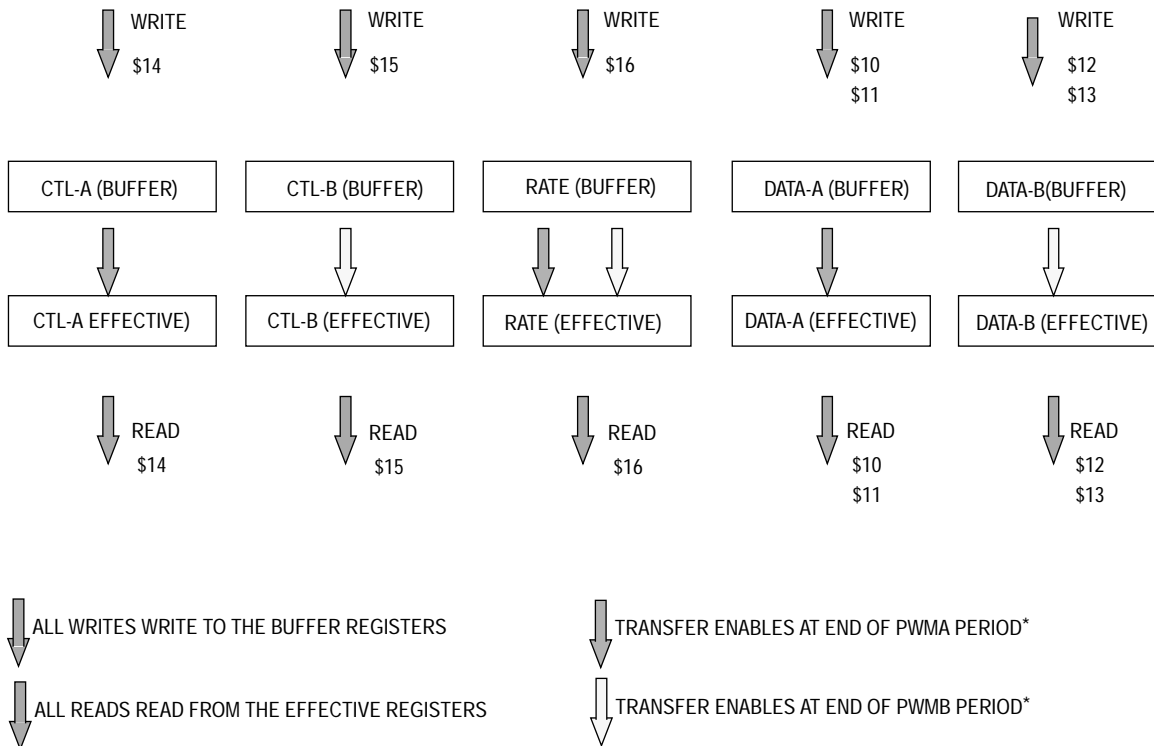 WRITE WRITE WRITE WRITE WRITE
$14 $15 $16 $10 $12
$11 $13
CTL-A (BUFFER) CTL-B (BUFFER) RATE (BUFFER) DATA-A (BUFFER) DATA-B(BUFFER)
CTL-A EFFECTIVE) CTL-B (EFFECTIVE) RATE (EFFECTIVE) DATA-A (EFFECTIVE) DATA-B (EFFECTIVE)
READ READ READ READ READ
$14 $15 $16 $10 $12
$11 $13
ALL WRITES WRITE TO THE BUFFER REGISTERS TRANSFER ENABLES AT END OF PWMA PERIOD*
ALL READS READ FROM THE EFFECTIVE REGISTERS TRANSFER ENABLES AT END OF PWMB PERIOD*